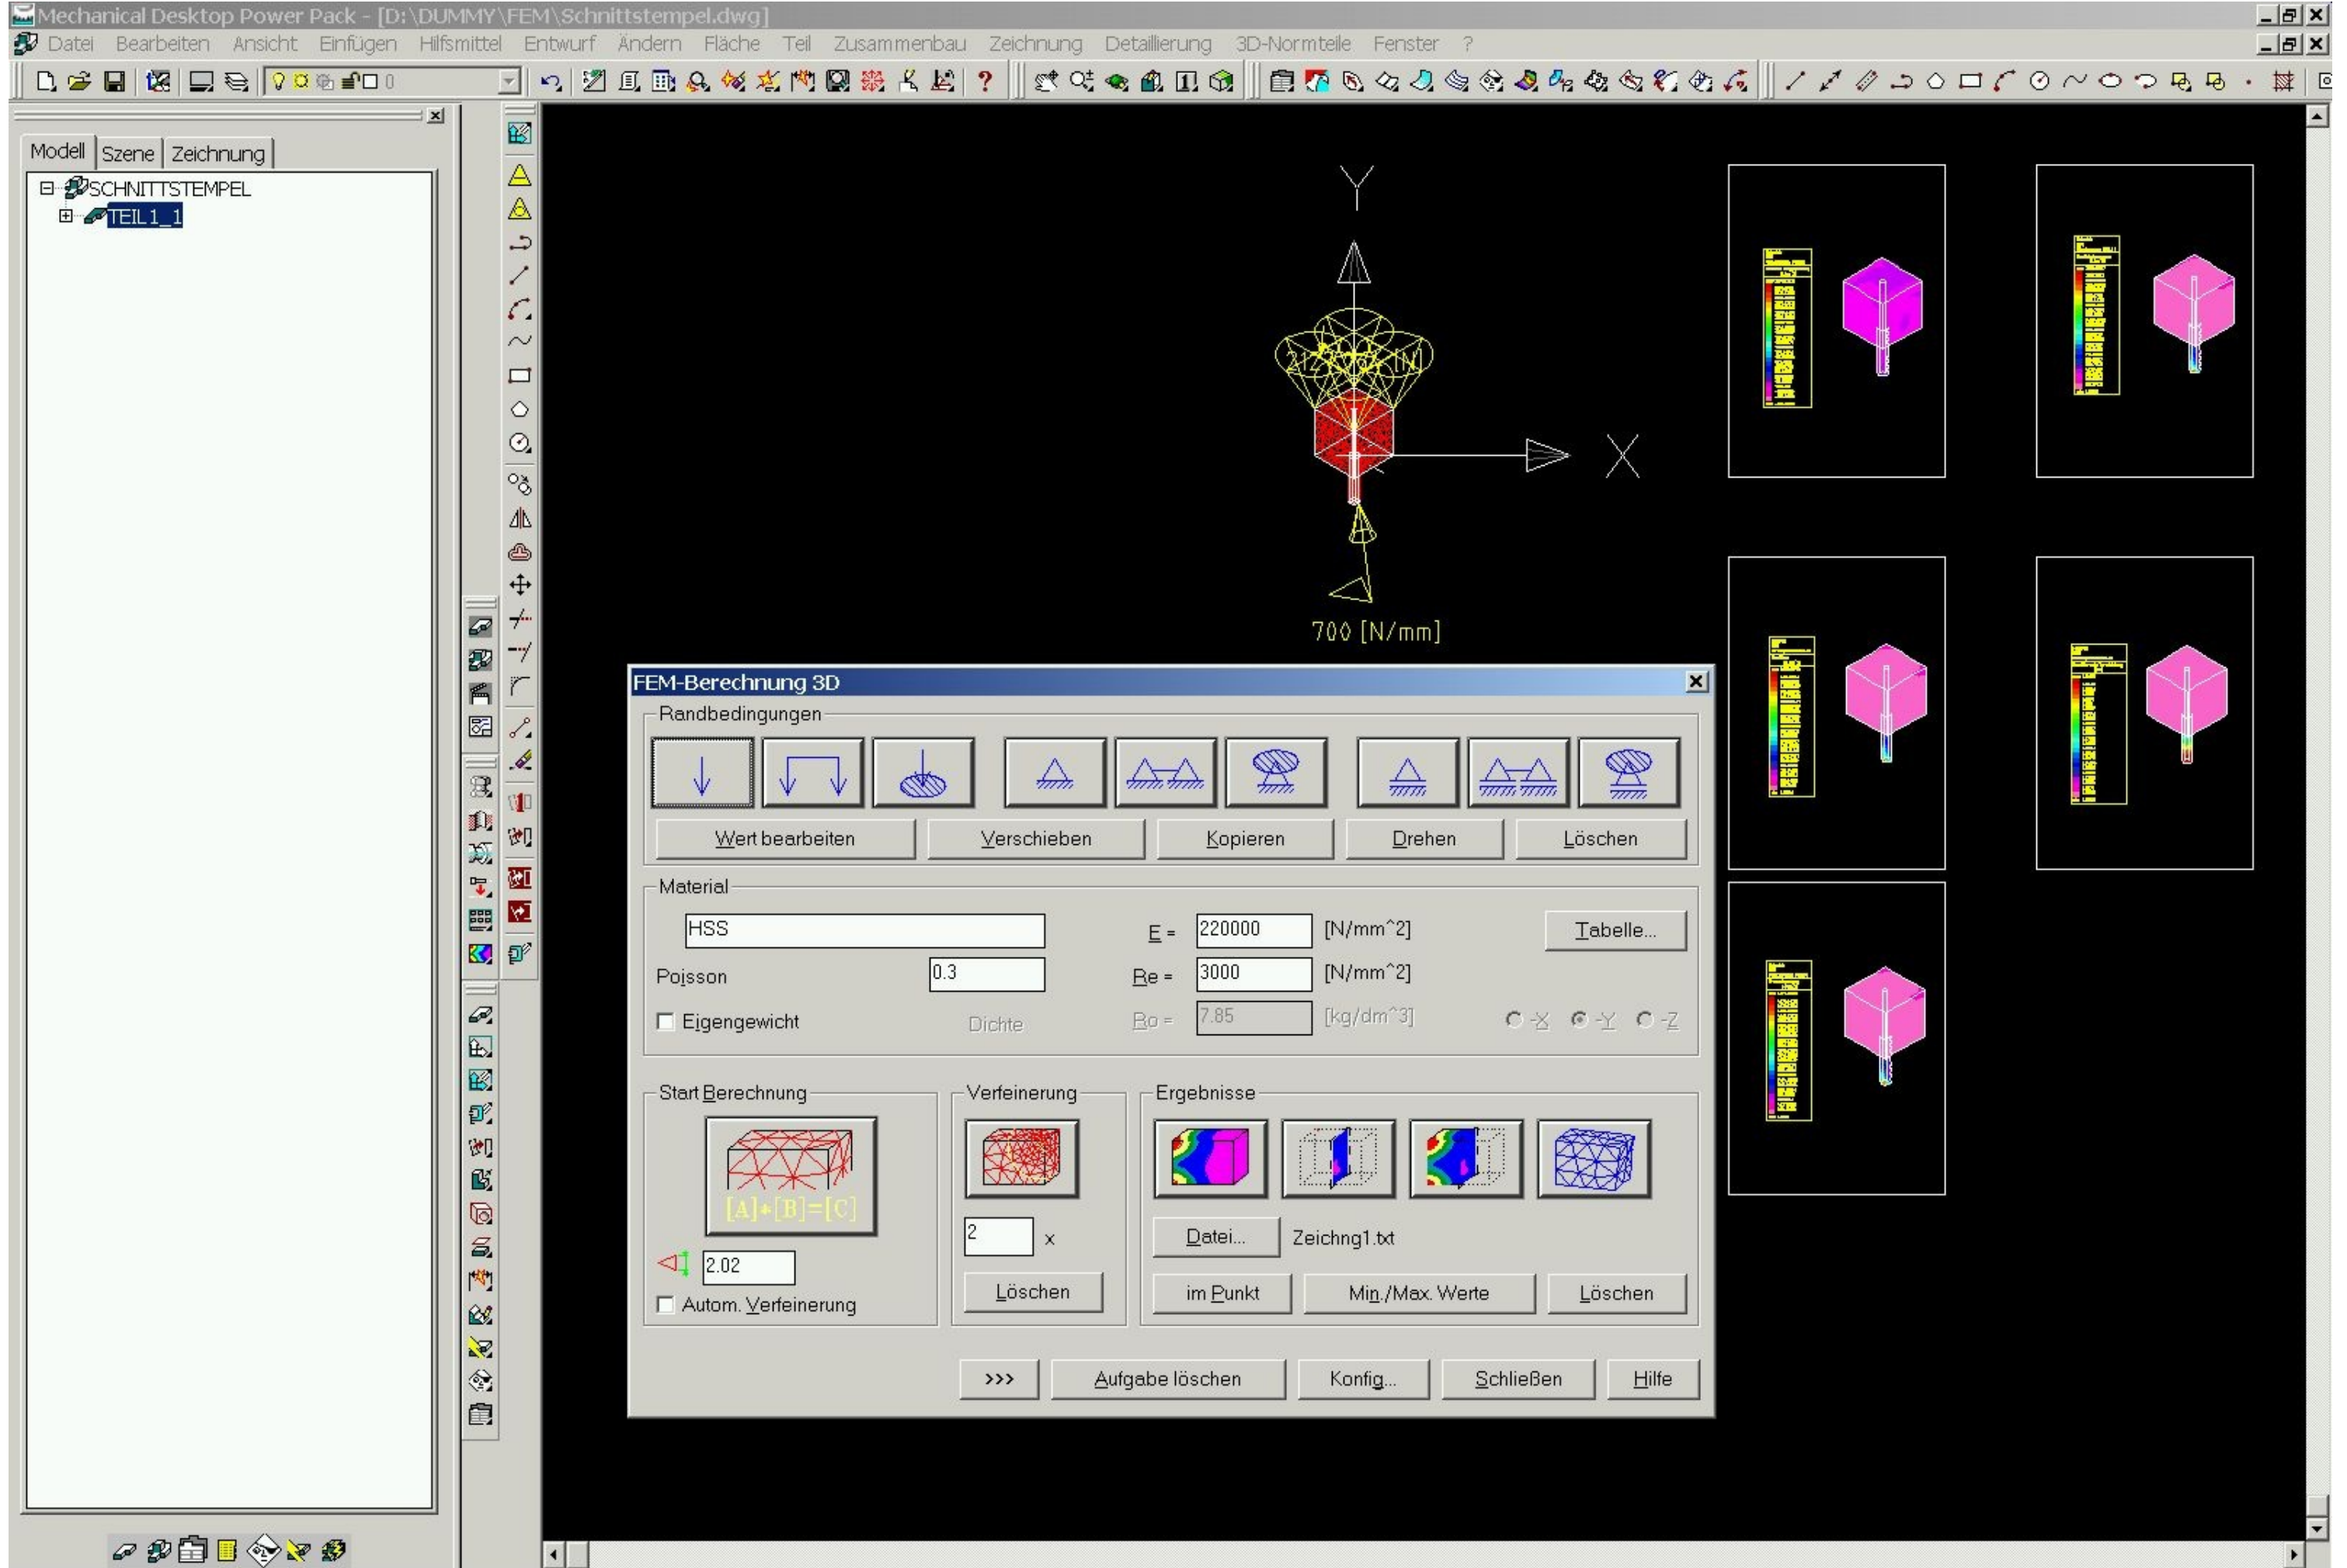 Mechanical Desktop Power Pack - [D:\DUMMY\FEM\Schnittstempel.dwg]
Datei Bearbeiten Ansicht Einfügen Hilfsmittel Entwurf Ändern Fläche Teil Zusammenbau Zeichnung Detaillierung 3D-Normteile Fenster ?
0
Modell Szene Zeichnung
SCHNITTSTEMPEL
TEIL1_1
Y
X
700 [N/mm]
FEM-Berechnung 3D
Randbedingungen
Wert bearbeiten Verschieben Kopieren Drehen Löschen
Material
HSS E = 220000 [N/mm^2] Tabelle...
Poisson 0.3 Re = 3000 [N/mm^2]
Eigengewicht Dichte Ro = 7.85 [kg/dm^3] -X -Y -Z
Start Berechnung Verfeinerung Ergebnisse
[A]*[B]=[C]
2 x Datei... Zeichng1.txt
2.02
Löschen im Punkt Min./Max. Werte Löschen
Autom. Verfeinerung
>>> Aufgabe löschen Konfig... Schließen Hilfe